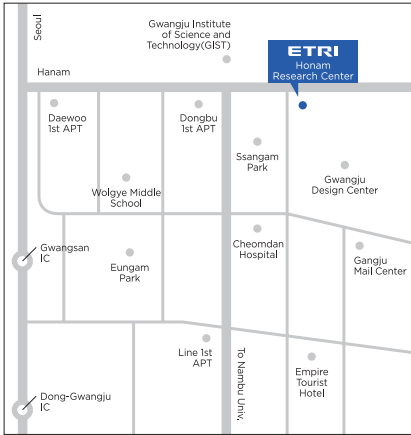 Seoul
Gwangju Institute
of Science and
Technology(GIST)
ETRI
Honam
Research Center
Hanam
Daewoo
1st APT
Dongbu
1st APT
Ssangam
Park
Gwangju
Design Center
Wolgye Middle
School
Gwangsan
IC
Eungam
Park
Cheomdan
Hospital
Gangju
Mail Center
Line 1st
APT
To Nambu Univ.
Empire
Tourist
Hotel
Dong-Gwangju
IC